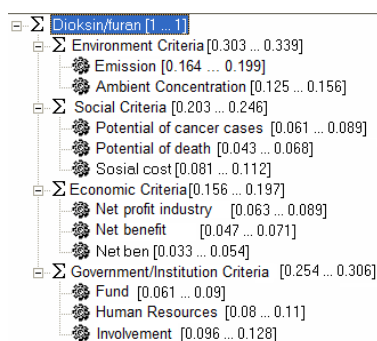 Dioksin/furan [1 ... 1]
Environment Criteria [0.303 ... 0.339]
Emission [0.164 ... 0.199]
Ambient Concentration [0.125 ... 0.156]
Social Criteria [0.203 ... 0.246]
Potential of cancer cases [0.061 ... 0.089]
Potential of death [0.043 ... 0.068]
Sosial cost [0.081 ... 0.112]
Economic Criteria [0.156 ... 0.197]
Net profit industry [0.063 ... 0.089]
Net benefit [0.047 ... 0.071]
Net ben [0.033 ... 0.054]
Government/Institution Criteria [0.254 ... 0.306]
Fund [0.061 ... 0.09]
Human Resources [0.08 ... 0.11]
Involvement [0.096 ... 0.128]